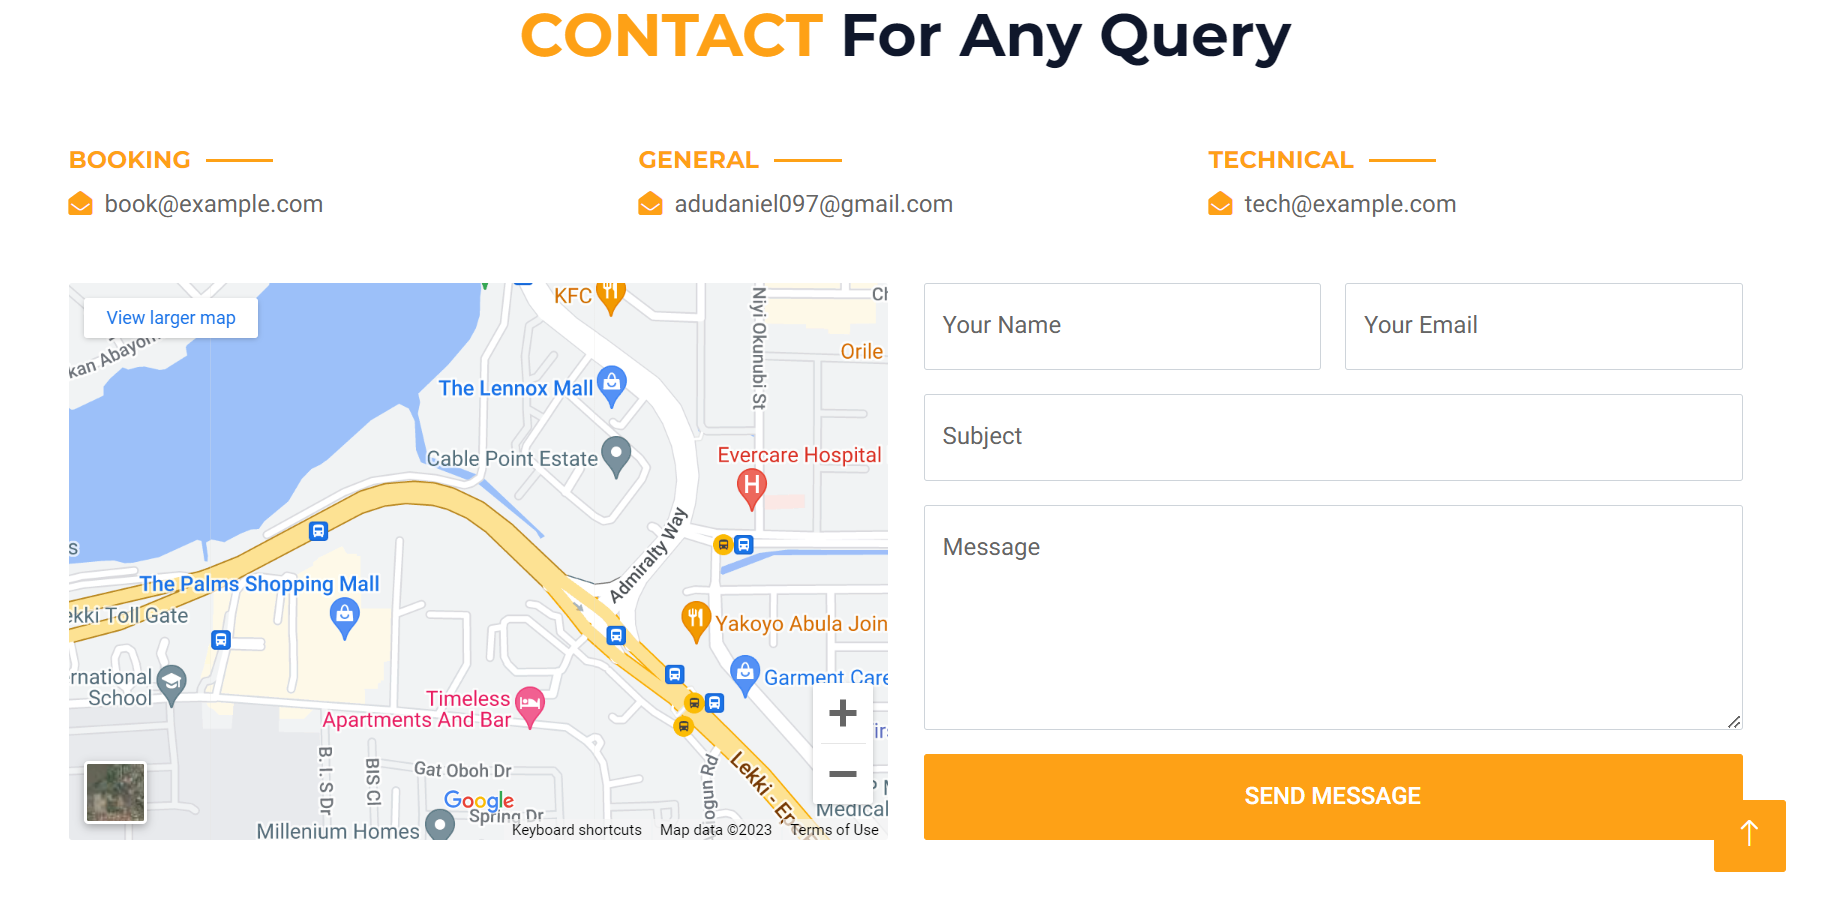 CONTACT For Any Query
BOOKING
book@example.com
GENERAL
adudaniel097@gmail.com
TECHNICAL
tech@example.com
View larger map
kan Abayom
KFC
Niyi Okunubi St
Ch
Orile
The Lennox Mall
Cable Point Estate
Evercare Hospital
Admiralty Way
s
The Palms Shopping Mall
ekki Toll Gate
Yakoyo Abula Join
rnational
School
Garment Care
Timeless
Apartments And Bar
B. I. S Dr
BIS Cl
Gat Oboh Dr
Google
Spring Dr
ogun Rd
Lekki - Ep
Medical
Millenium Homes
Keyboard shortcuts
Map data ©2023
Terms of Use
Your Name
Your Email
Subject
Message
SEND MESSAGE